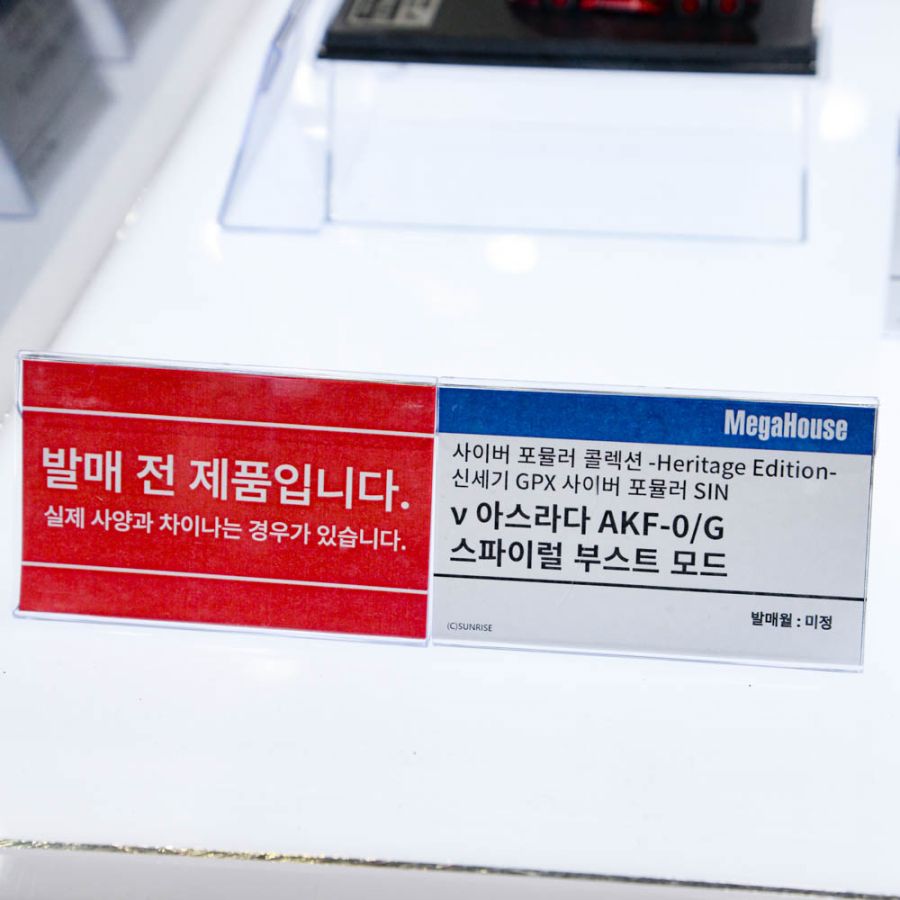 발매 전 제품입니다.
실제 사양과 차이나는 경우가 있습니다.
MegaHouse
사이버 포뮬러 콜렉션 -Heritage Edition-
신세기 GPX 사이버 포뮬러 SIN
ν 아스라다 AKF-0/G
스파이럴 부스트 모드
(C)SUNRISE
발매월 : 미정